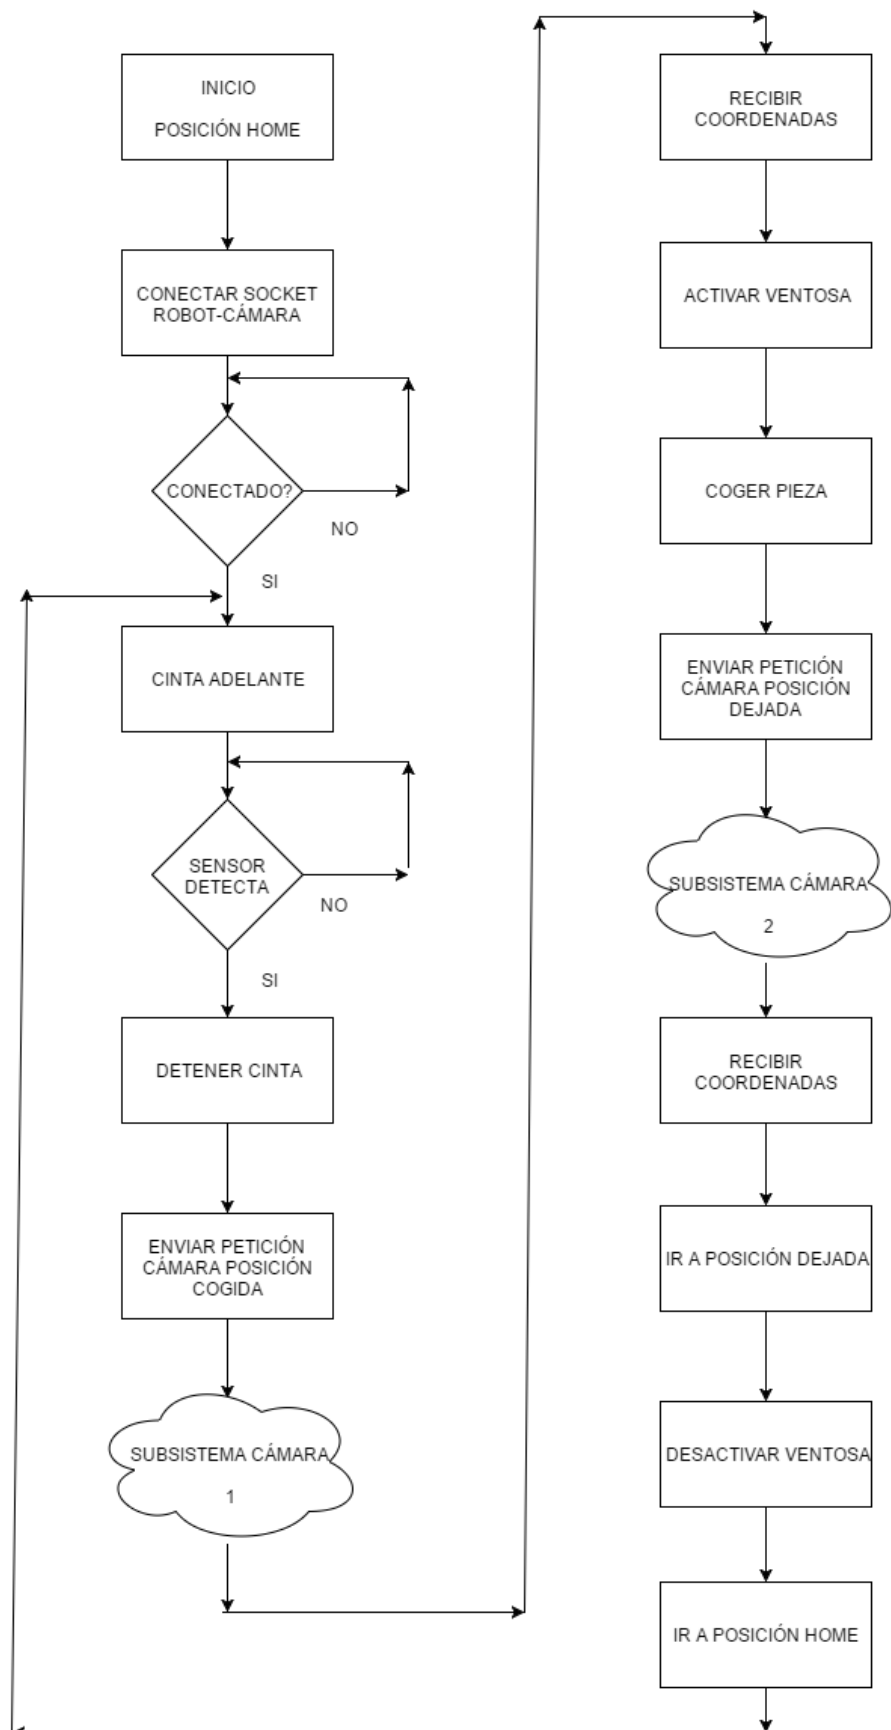 INICIO
POSICIÓN HOME
CONECTAR SOCKET
ROBOT-CÁMARA
CONECTADO?
NO
SI
CINTA ADELANTE
SENSOR
DETECTA
NO
SI
DETENER CINTA
ENVIAR PETICIÓN
CÁMARA POSICIÓN
COGIDA
SUBSISTEMA CÁMARA
1
RECIBIR
COORDENADAS
ACTIVAR VENTOSA
COGER PIEZA
ENVIAR PETICIÓN
CÁMARA POSICIÓN
DEJADA
SUBSISTEMA CÁMARA
2
RECIBIR
COORDENADAS
IR A POSICIÓN DEJADA
DESACTIVAR VENTOSA
IR A POSICIÓN HOME